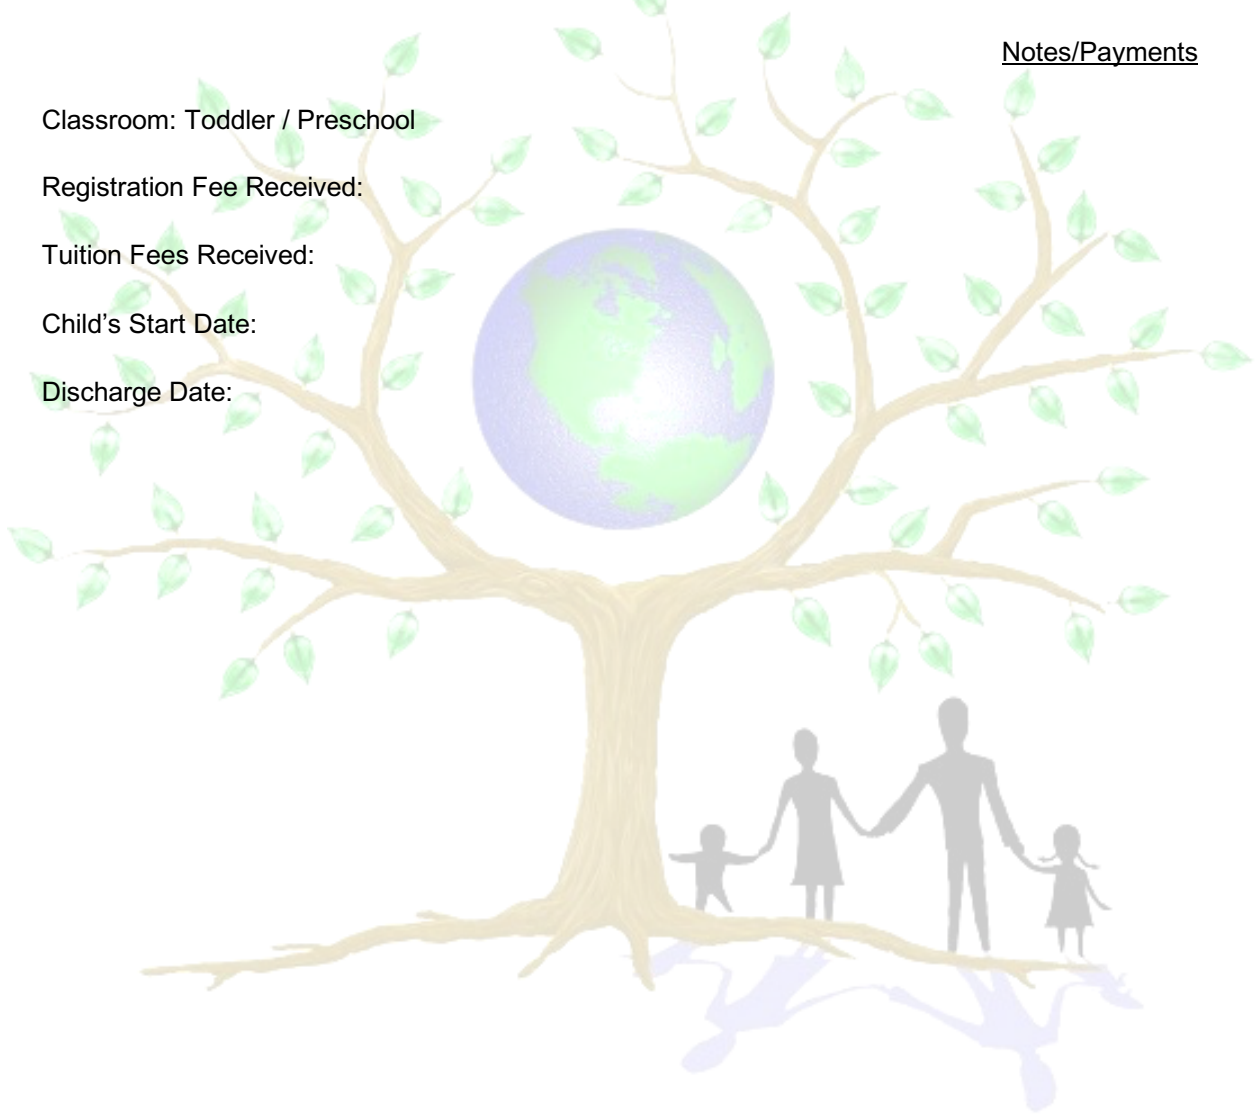 Notes/Payments
Classroom: Toddler / Preschool
Registration Fee Received:
Tuition Fees Received:
Child’s Start Date:
Discharge Date: